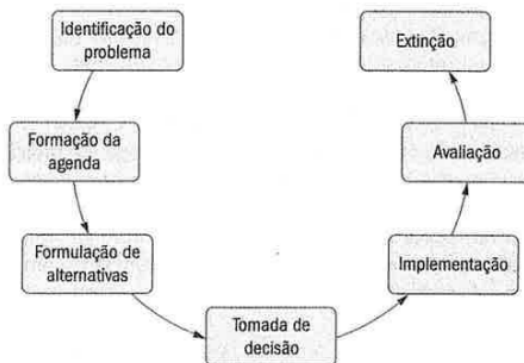 Identificação do
problema
Formação da
agenda
Formulação de
alternativas
Tomada de
decisão
Implementação
Avaliação
Extinção